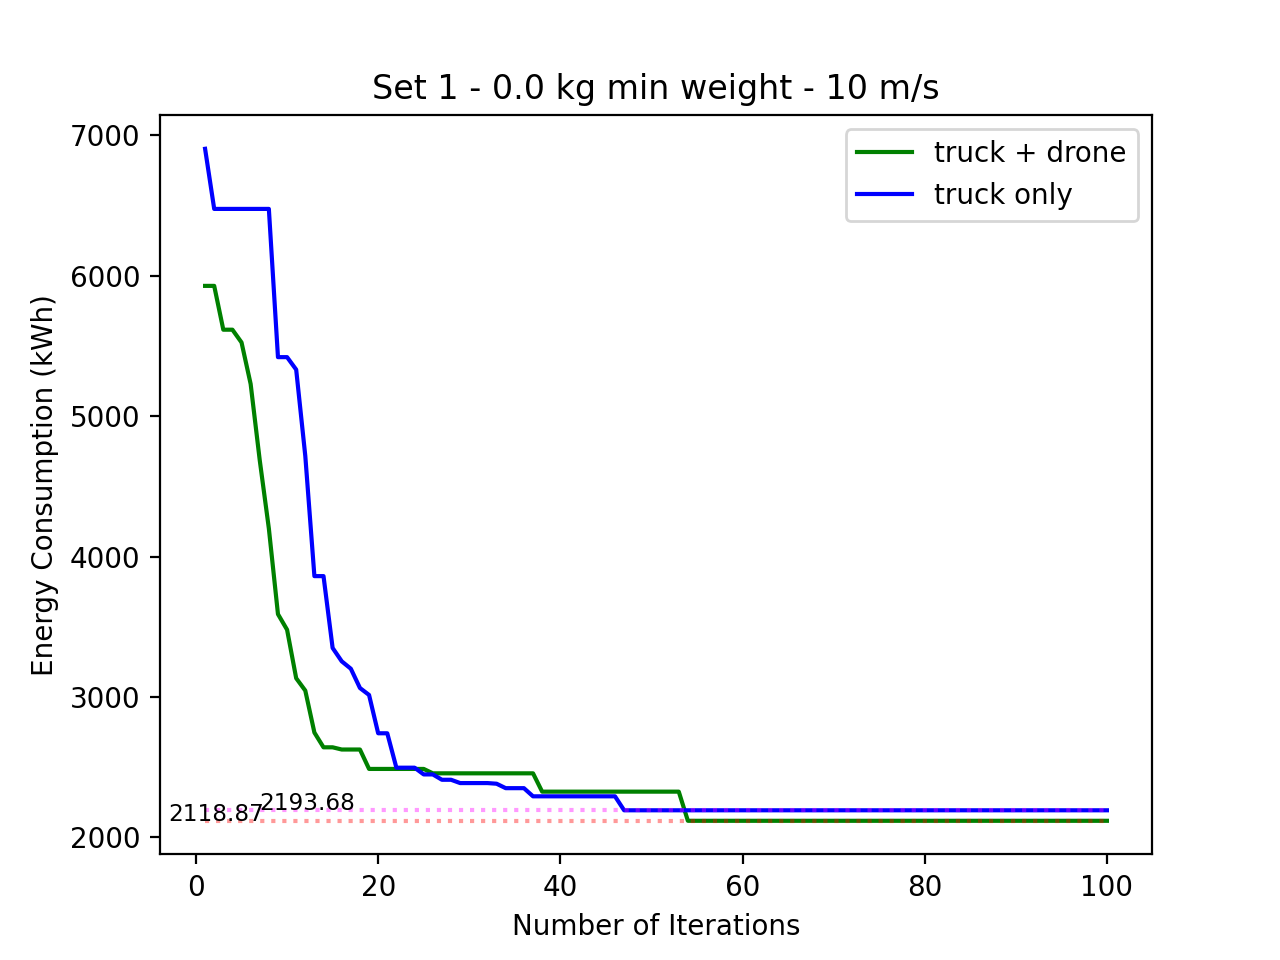 Set 1 - 0.0 kg min weight - 10 m/s
truck + drone
truck only
Energy Consumption (kWh)
7000
6000
5000
4000
3000
2000
2193.68
2118.87
0 20 40 60 80 100
Number of Iterations